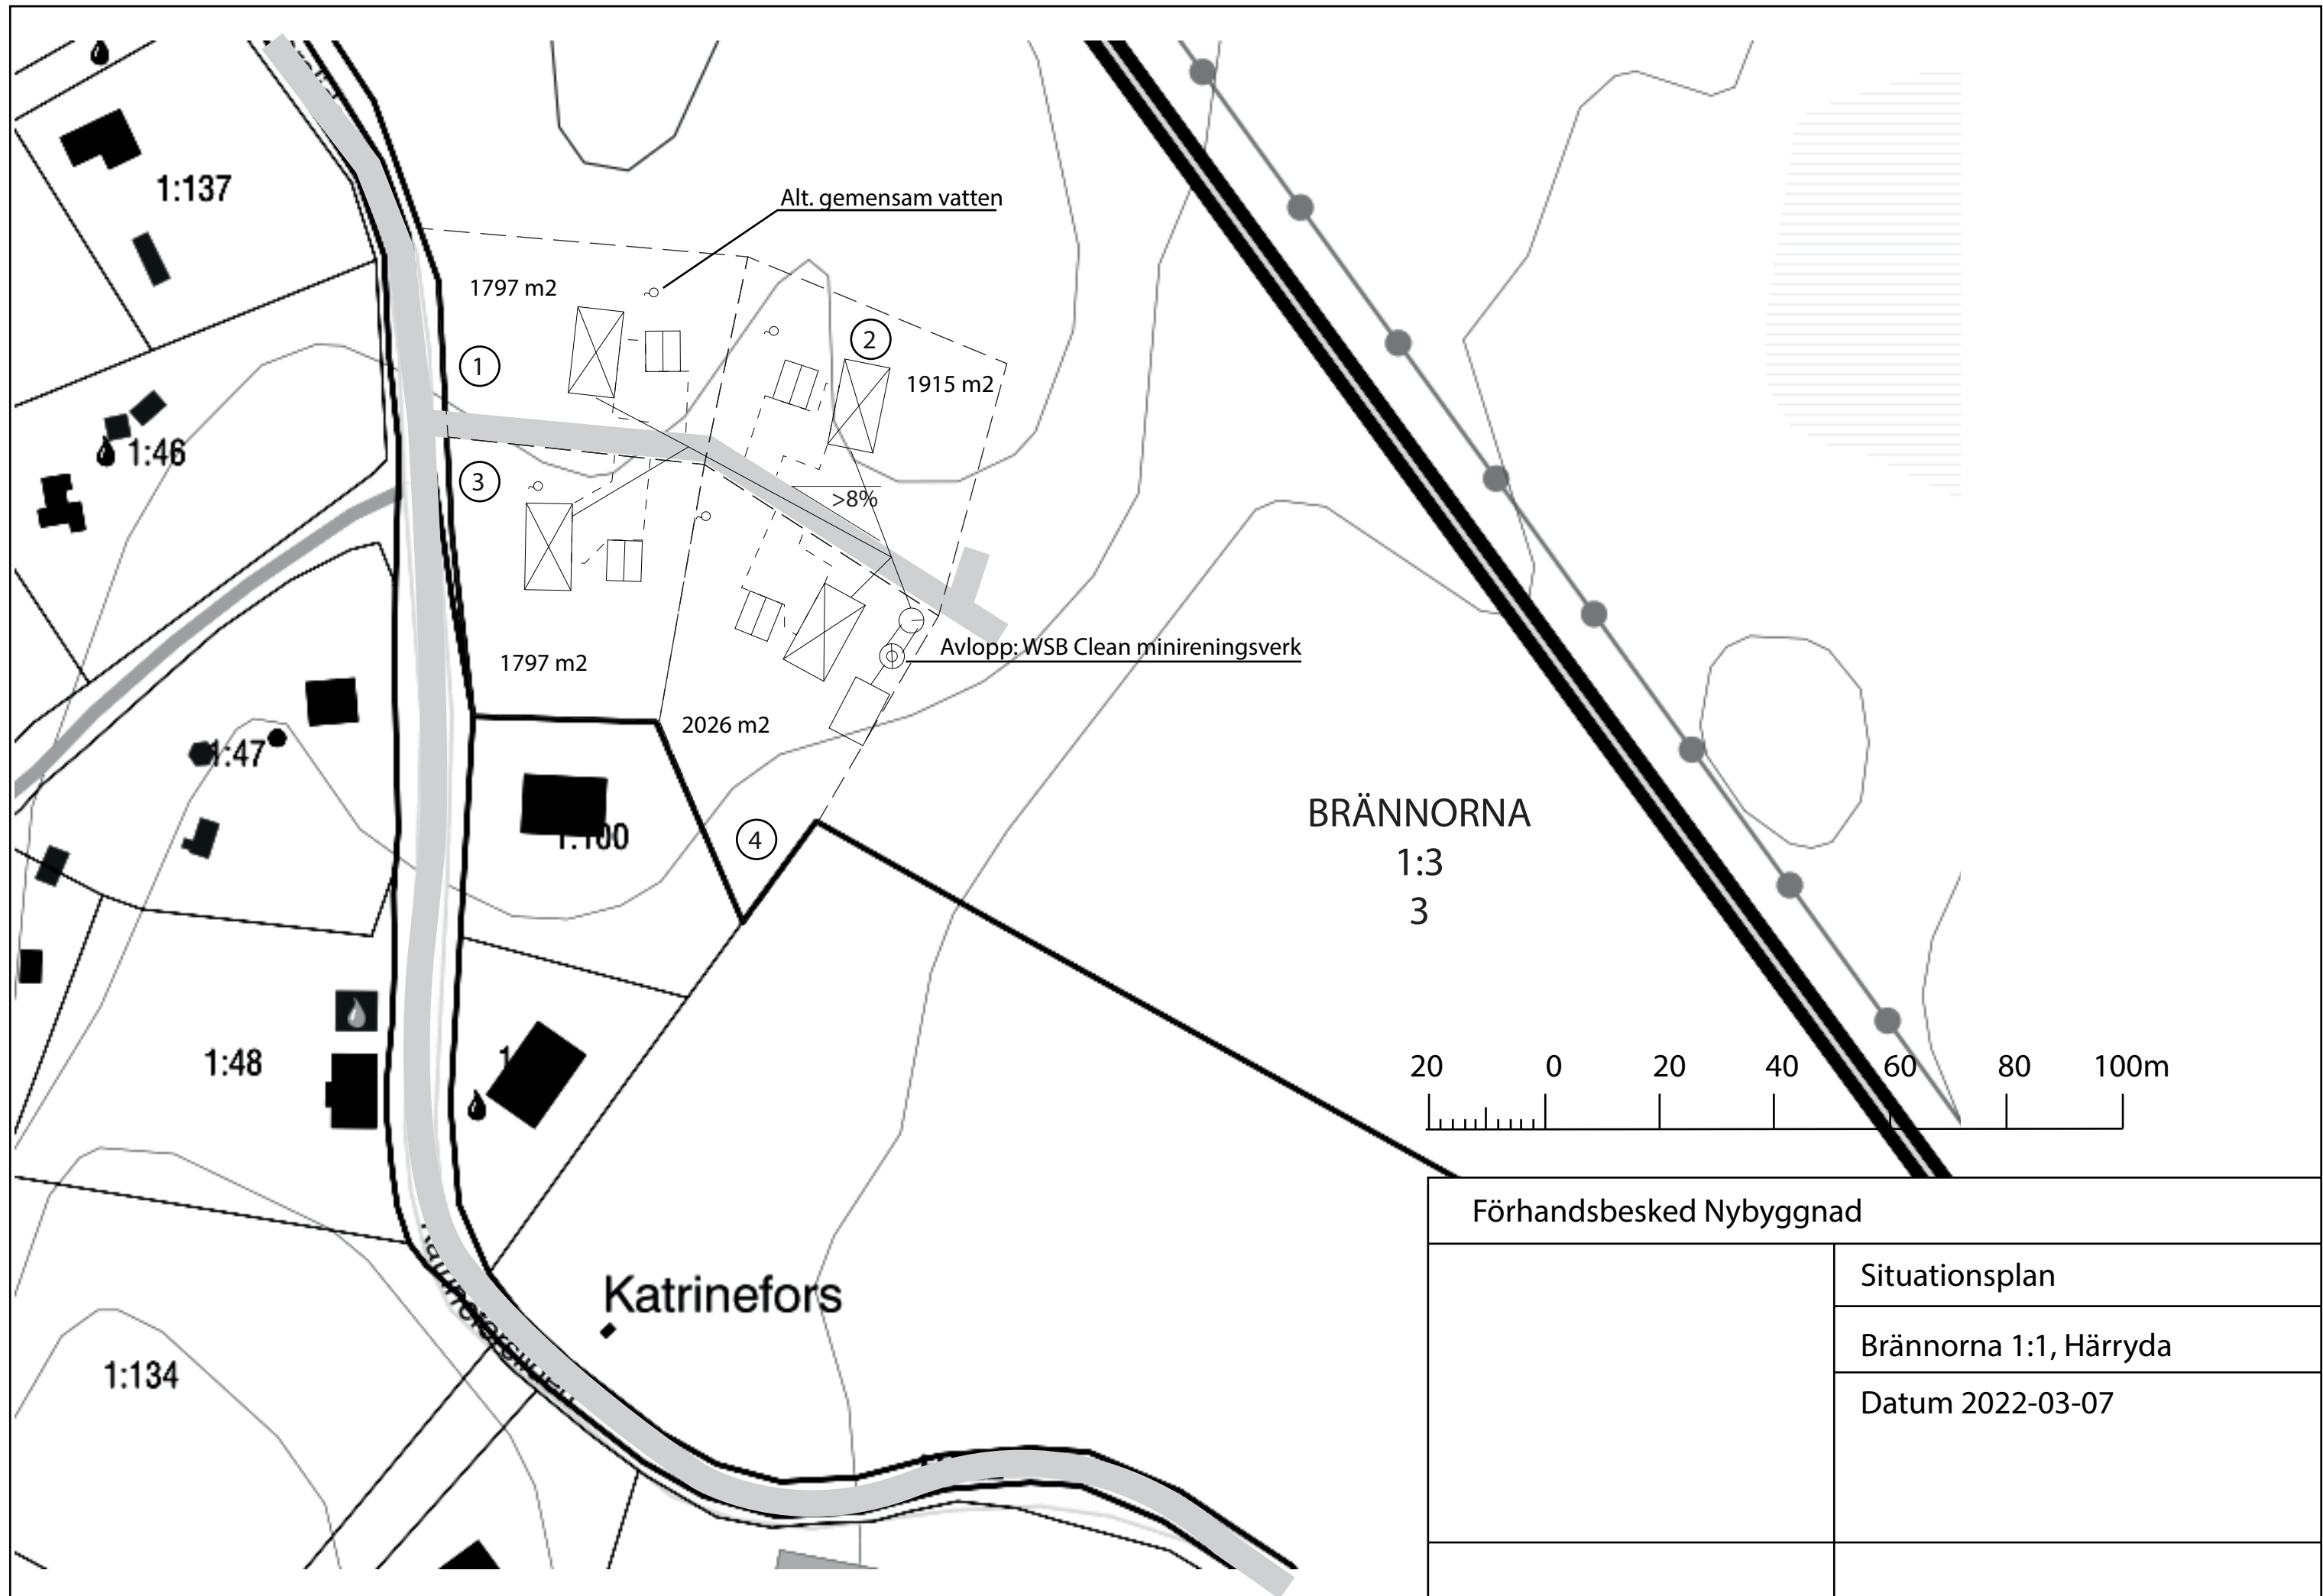 1:137
Alt. gemensam vatten
1797 m2
1
2
1915 m2
1:46
3
>8%
Avlopp: WSB Clean minireningsverk
1797 m2
2026 m2
1:47
4
1:100
BRÄNNORNA
1:3
3
1:48
20 0 20 40 60 80 100m
Katrinefors
1:134
Förhandsbesked Nybyggnad
Situationsplan
Brännorna 1:1, Härryda
Datum 2022-03-07